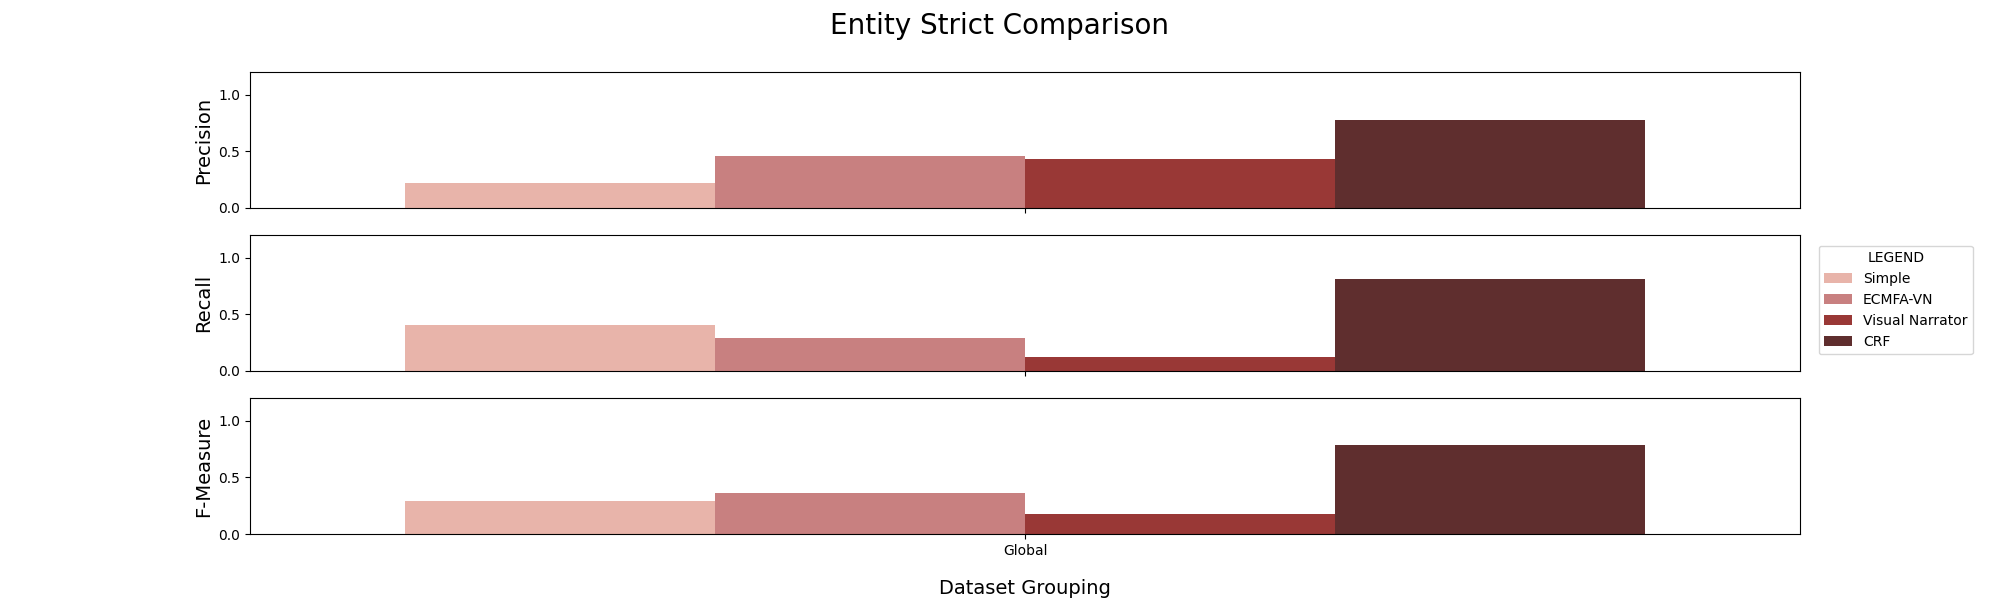 Entity Strict Comparison
Precision
1.0
0.5
0.0
Recall
1.0
0.5
0.0
LEGEND
Simple
ECMFA-VN
Visual Narrator
CRF
F-Measure
1.0
0.5
0.0
Global
Dataset Grouping